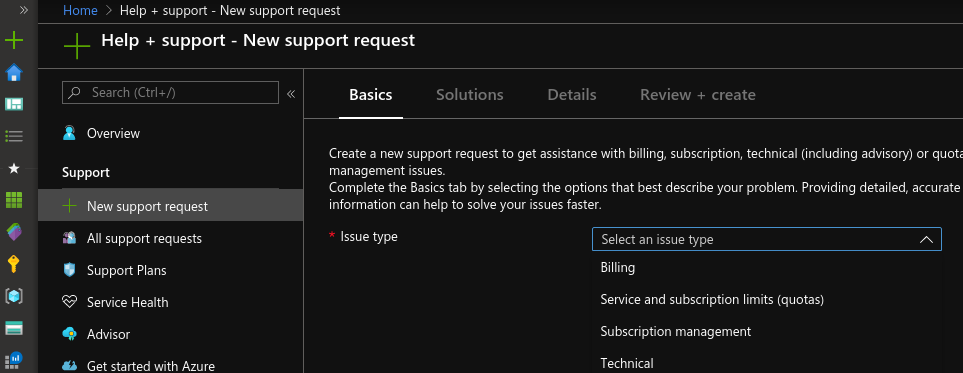 Home > Help + support - New support request
Help + support - New support request
Search (Ctrl+/)
Overview
Support
New support request
All support requests
Support Plans
Service Health
Advisor
Get started with Azure
Basics Solutions Details Review + create
Create a new support request to get assistance with billing, subscription, technical (including advisory) or quota
management issues.
Complete the Basics tab by selecting the options that best describe your problem. Providing detailed, accurate
information can help to solve your issues faster.
* Issue type
Select an issue type
Billing
Service and subscription limits (quotas)
Subscription management
Technical